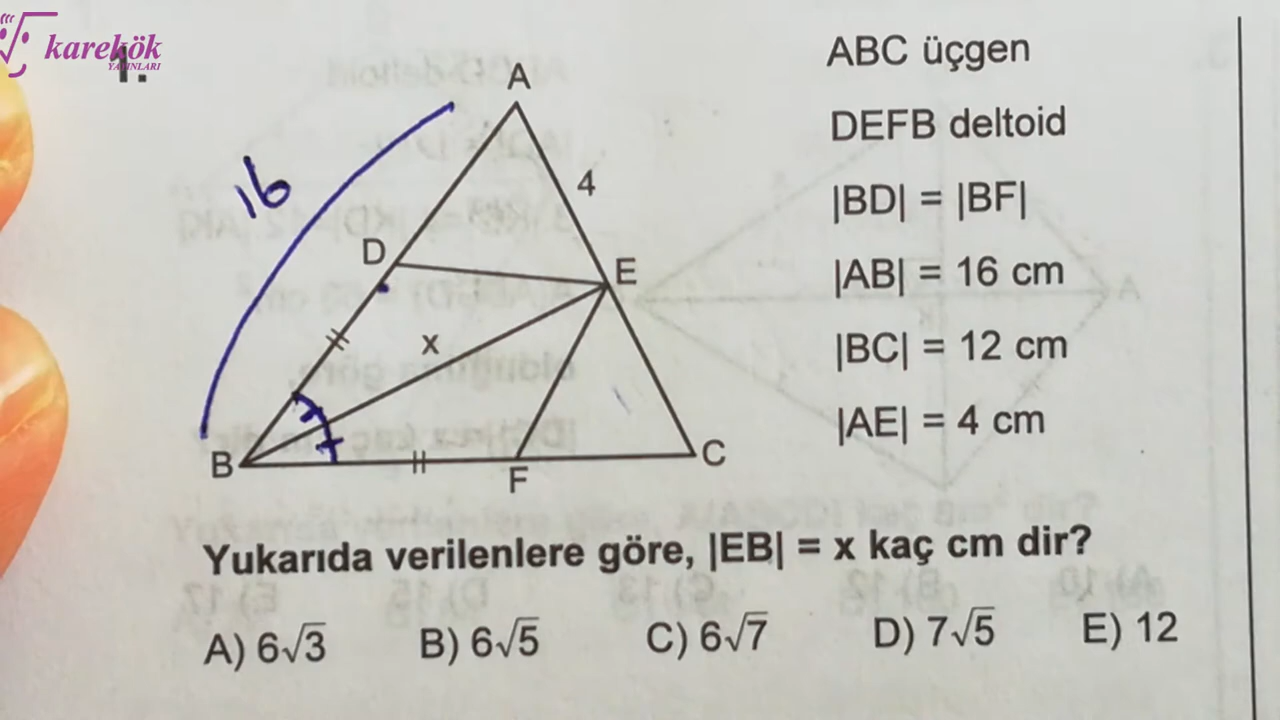 karekök
YAYINLARI
1.
16
A
4
D
E
x
B
F
C
ABC üçgen
DEFB deltoid
|BD| = |BF|
|AB| = 16 cm
|BC| = 12 cm
|AE| = 4 cm
Yukarıda verilenlere göre, |EB| = x kaç cm dir?
A) 6√3 B) 6√5 C) 6√7 D) 7√5 E) 12